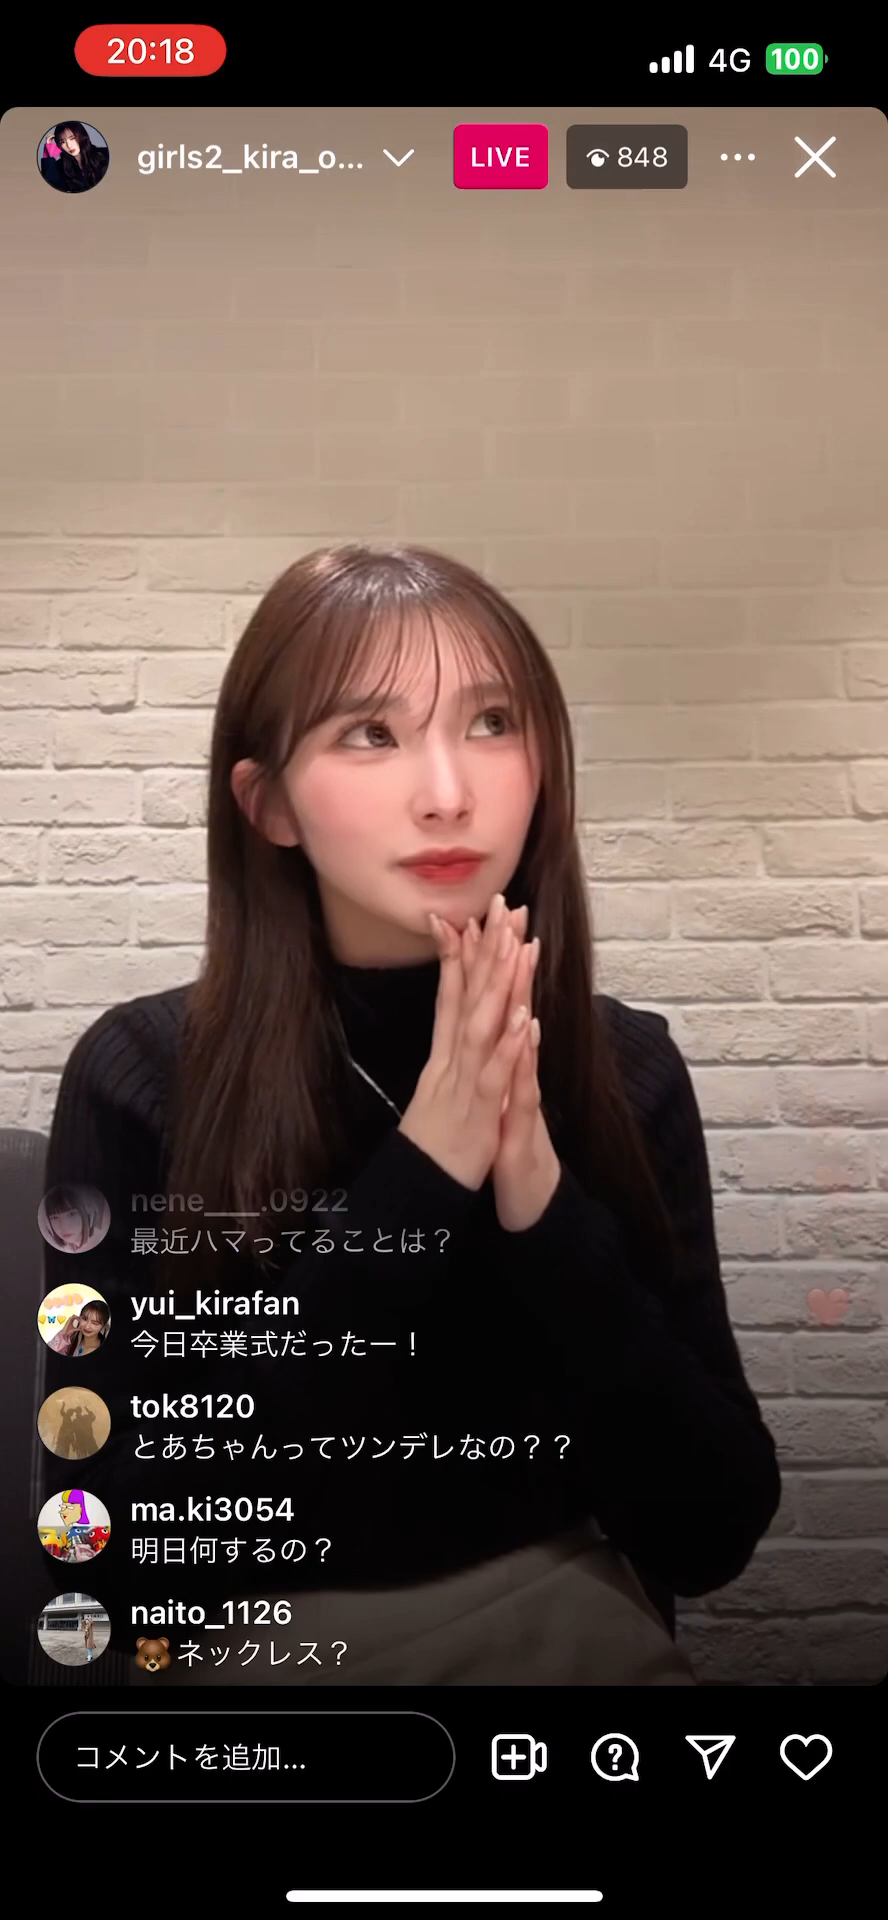 20:18
4G
100
girls2_kira_o...
LIVE
848
nene___.0922
最近ハマってることは？
yui_kirafan
今日卒業式だったー！
tok8120
とあちゃんってツンデレなの？？
ma.ki3054
明日何するの？
naito_1126
🐻ネックレス？
コメントを追加...